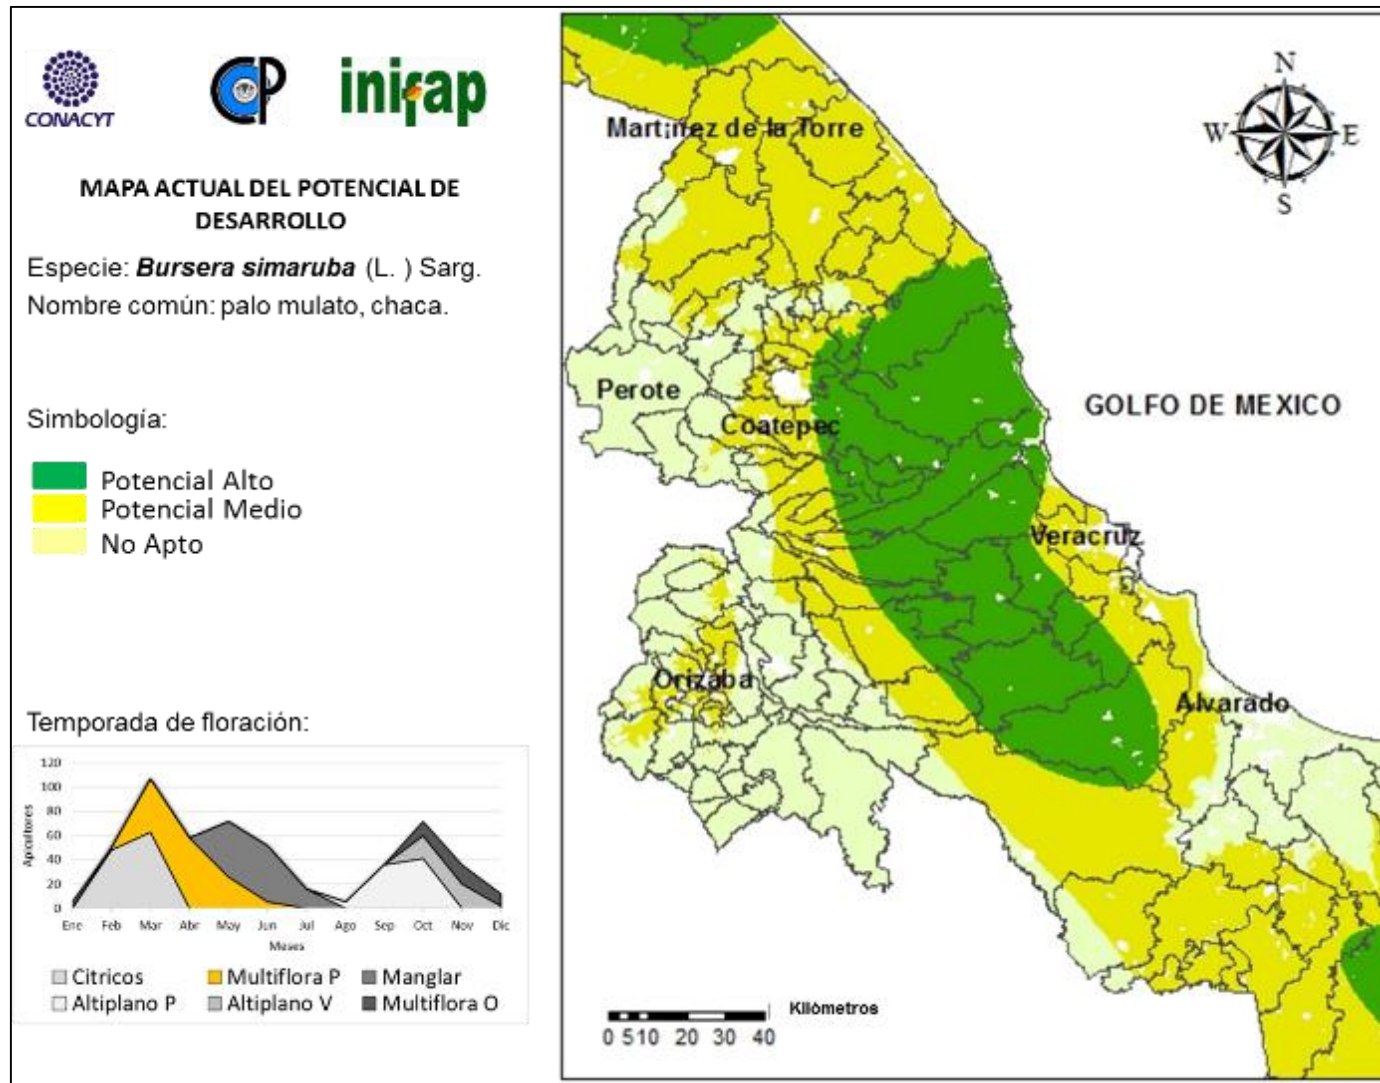 CONACYT
CP
inifap
MAPA ACTUAL DEL POTENCIAL DE
DESARROLLO
Especie: Bursera simaruba (L. ) Sarg.
Nombre común: palo mulato, chaca.
Simbología:
Potencial Alto
Potencial Medio
No Apto
Temporada de floración:
120
100
80
60
40
20
0
Apicultores
Ene Feb Mar Abr May Jun Jul Ago Sep Oct Nov Dic
Meses
Citricos Multiflora P Manglar
Altiplano P Altiplano V Multiflora O
N
W E
S
Mart¡nez de la Torre
Perote
Coatepec
GOLFO DE MEXICO
Veracruz
Orizaba
Alvarado
Kilómetros
0 510 20 30 40